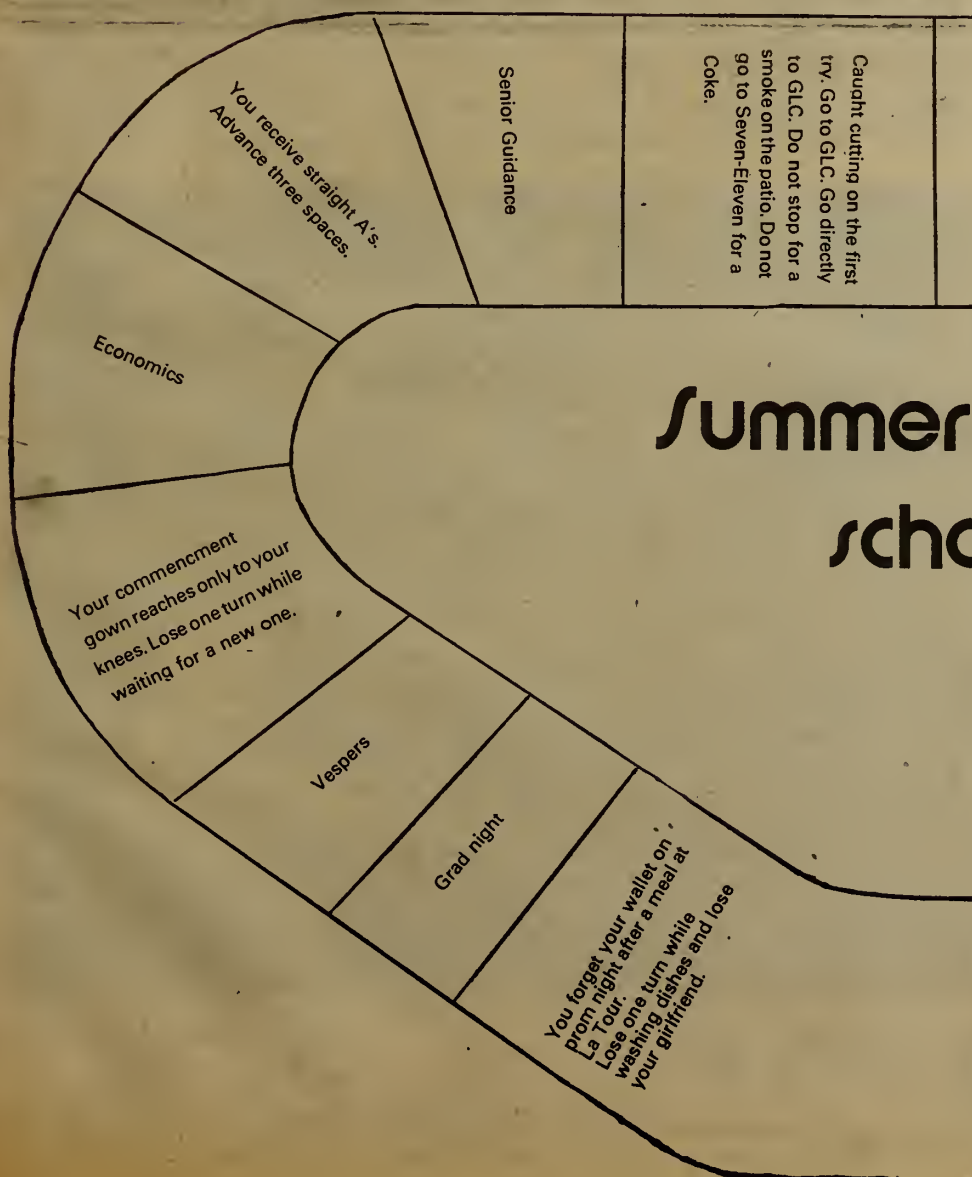 Caught cutting on the first
try. Go to GLC. Go directly
to GLC. Do not stop for a
smoke on the patio. Do not
go to Seven-Eleven for a
Coke.
Senior Guidance
You receive straight A's.
Advance three spaces.
Economics
Your commencment
gown reaches only to your
knees. Lose one turn while
waiting for a new one.
Vespers
Grad night
You forget your wallet on
prom night after a meal at
La Tour.
Lose one turn while
washing dishes and lose
your girlfriend.
summer
scho